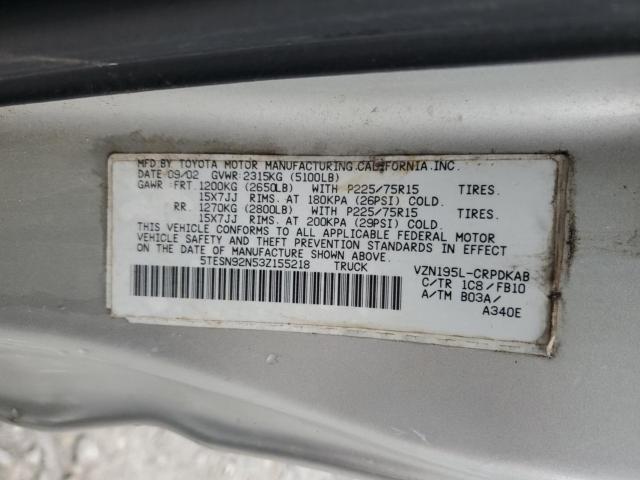 MFD BY TOYOTA MOTOR MANUFACTURING.CALIFORNIA.INC.
DATE 09/02 GVWR:2315KG (5100LB)
GAWR: FRT. 1200KG (2650LB) WITH P225/75R15 TIRES.
15X7JJ RIMS. AT 180KPA (26PSI) COLD.
RR. 1270KG (2800LB) WITH P225/75R15 TIRES.
15X7JJ RIMS. AT 200KPA (29PSI) COLD.
THIS VEHICLE CONFORMS TO ALL APPLICABLE FEDERAL MOTOR
VEHICLE SAFETY AND THEFT PREVENTION STANDARDS IN EFFECT
ON THE DATE OF MANUFACTURE SHOWN ABOVE.
5TESN92N53Z155218 TRUCK VZN195L-CRPDKAB
C/TR 1C8/FB10
A/TM B03A/
A340E